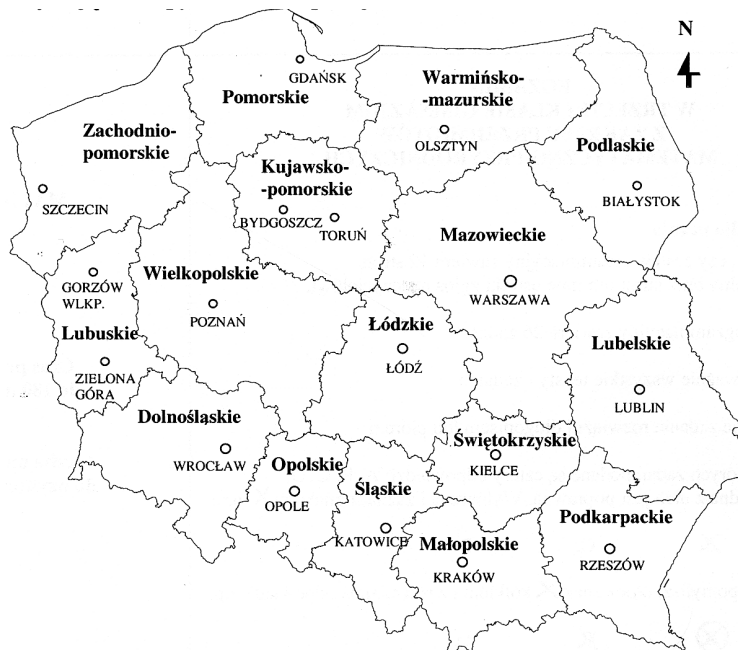 N
GDAŃSK
Pomorskie
Warmińsko-
-mazurskie
OLSZTYN
Zachodnio-
pomorskie
SZCZECIN
Podlaskie
BIAŁYSTOK
Kujawsko-
-pomorskie
BYDGOSZCZ
TORUŃ
Mazowieckie
WARSZAWA
GORZÓW
WLKP.
Wielkopolskie
POZNAŃ
Lubuskie
ZIELONA
GÓRA
Łódzkie
ŁÓDŹ
Lubelskie
LUBLIN
Dolnośląskie
WROCŁAW
Opolskie
OPOLE
Śląskie
KATOWICE
Świętokrzyskie
KIELCE
Małopolskie
KRAKÓW
Podkarpackie
RZESZÓW